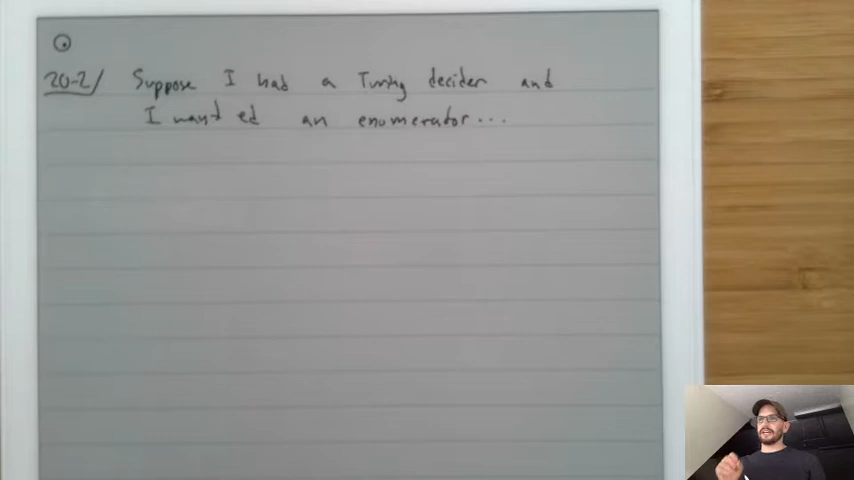 20-2/ Suppose I had a Turing decider and
I wanted an enumerator...